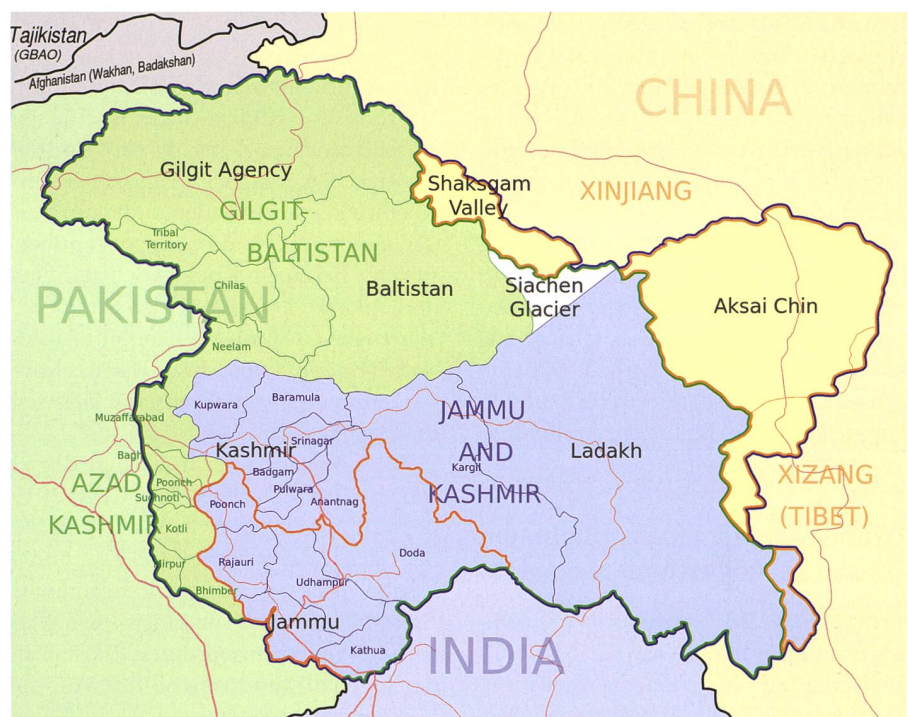 Tajikistan
(GBAO)
Afghanistan (Wakhan, Badakshan)
CHINA
Gilgit Agency
Shaksgam
Valley
XINJIANG
GILGIT-
BALTISTAN
Tribal
Territory
Chilas
PAKISTAN
Baltistan
Siachen
Glacier
Aksai Chin
Neelam
Kupwara
Baramula
Muzaffarabad
JAMMU
AND
KASHMIR
Kashmir
Srinagar
Ladakh
Bagh
Badgam
Kargil
AZAD
KASHMIR
Poonch
Sudhnoti
Pulwara
Anantnag
Poonch
XIZANG
(TIBET)
Kotli
Mirpur
Rajauri
Doda
Bhimber
Udhampur
Jammu
Kathua
INDIA